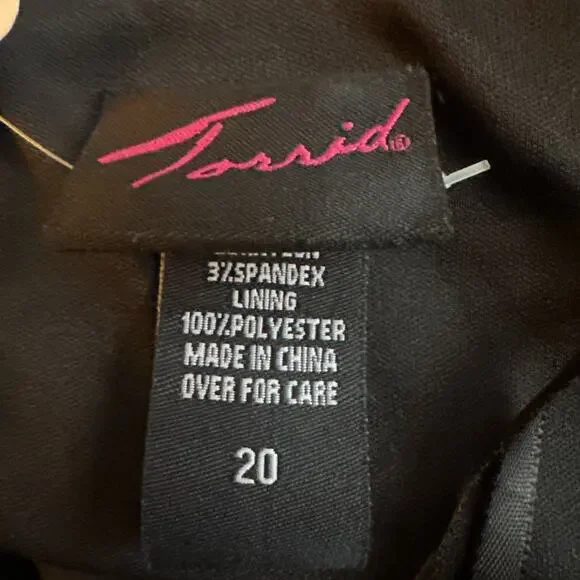 Torrid®
3%SPANDEX
LINING
100%POLYESTER
MADE IN CHINA
OVER FOR CARE
20